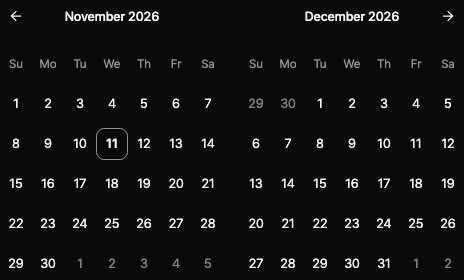 ← November 2026 December 2026 →
Su Mo Tu We Th Fr Sa Su Mo Tu We Th Fr Sa
1 2 3 4 5 6 7 29 30 1 2 3 4 5
8 9 10 11 12 13 14 6 7 8 9 10 11 12
15 16 17 18 19 20 21 13 14 15 16 17 18 19
22 23 24 25 26 27 28 20 21 22 23 24 25 26
29 30 1 2 3 4 5 27 28 29 30 31 1 2